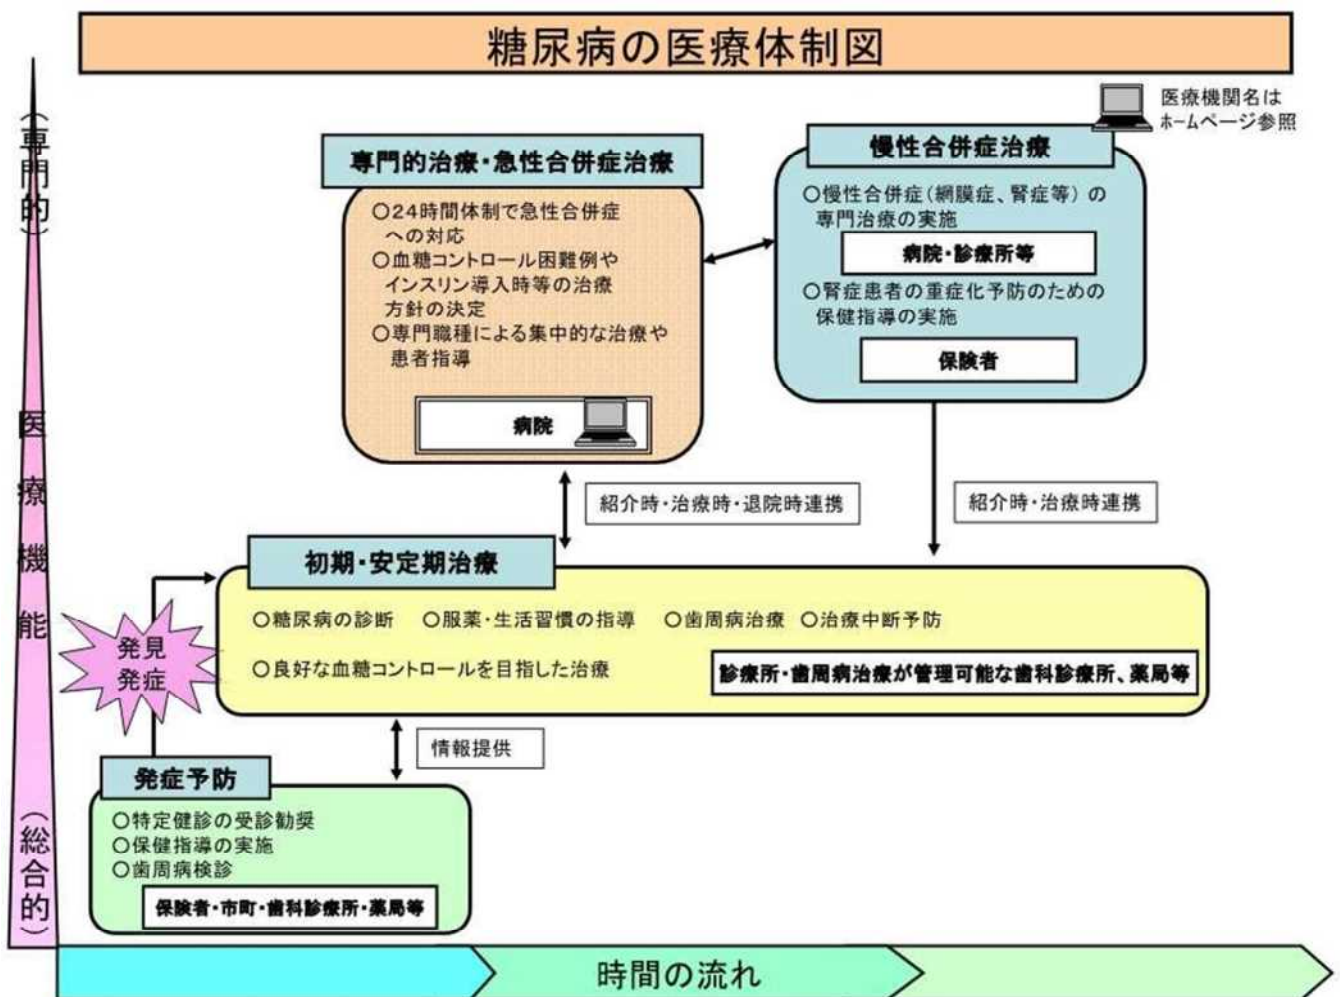 糖尿病の医療体制図
医療機関名は
ホームページ参照
（専門的）
医療機能
（総合的）
専門的治療・急性合併症治療
○２４時間体制で急性合併症
への対応
○血糖コントロール困難例や
インスリン導入時等の治療
方針の決定
○専門職種による集中的な治療や
患者指導
病院
慢性合併症治療
○慢性合併症（網膜症、腎症等）の
専門治療の実施
病院・診療所等
○腎症患者の重症化予防のための
保健指導の実施
保険者
紹介時・治療時・退院時連携
紹介時・治療時連携
初期・安定期治療
○糖尿病の診断 ○服薬・生活習慣の指導 ○歯周病治療 ○治療中断予防
○良好な血糖コントロールを目指した治療
診療所・歯周病治療が管理可能な歯科診療所、薬局等
発見
発症
情報提供
発症予防
○特定健診の受診勧奨
○保健指導の実施
○歯周病検診
保険者・市町・歯科診療所・薬局等
時間の流れ